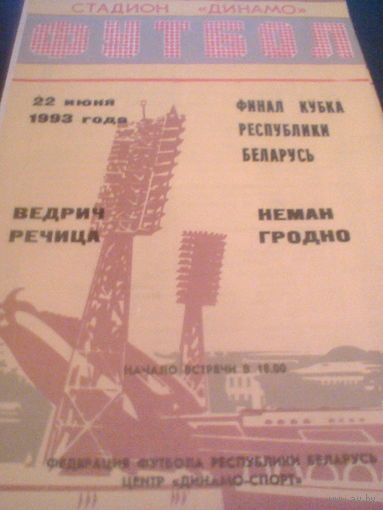 СТАДИОН «ДИНАМО»
ФУТБОЛ
22 июня
1993 года
ФИНАЛ КУБКА
РЕСПУБЛИКИ
БЕЛАРУСЬ
ВЕДРИЧ
РЕЧИЦА
НЕМАН
ГРОДНО
НАЧАЛО ВСТРЕЧИ В 18.00
ФЕДЕРАЦИЯ ФУТБОЛА РЕСПУБЛИКИ БЕЛАРУСЬ
ЦЕНТР «ДИНАМО-СПОРТ»